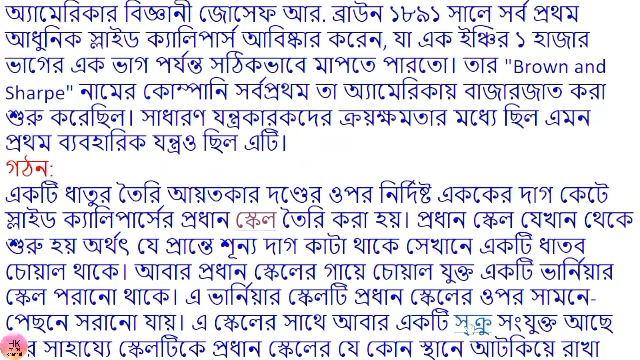 অ্যামেরিকার বিজ্ঞানী জোসেফ আর. ব্রাউন ১৮৯১ সালে সর্ব প্রথম
আধুনিক স্লাইড ক্যালিপার্স আবিষ্কার করেন, যা এক ইঞ্চির ১ হাজার
ভাগের এক ভাগ পর্যন্ত সঠিকভাবে মাপতে পারতো। তার "Brown and
Sharpe" নামের কোম্পানি সর্বপ্রথম তা অ্যামেরিকায় বাজারজাত করা
শুরু করেছিল। সাধারণ যন্ত্রকারকদের ক্রয়ক্ষমতার মধ্যে ছিল এমন
প্রথম ব্যবহারিক যন্ত্রও ছিল এটি।
গঠন:
একটি ধাতুর তৈরি আয়তকার দণ্ডের ওপর নির্দিষ্ট এককের দাগ কেটে
স্লাইড ক্যালিপার্সের প্রধান স্কেল তৈরি করা হয়। প্রধান স্কেল যেখান থেকে
শুরু হয় অর্থৎ যে প্রান্তে শূন্য দাগ কাটা থাকে সেখানে একটি ধাতব
চোয়াল থাকে। আবার প্রধান স্কেলের গায়ে চোয়াল যুক্ত একটি ভার্নিয়ার
স্কেল পরানো থাকে। এ ভার্নিয়ার স্কেলটি প্রধান স্কেলের ওপর সামনে-
পেছনে সরানো যায়। এ স্কেলের সাথে আবার একটি সৃক্রু সংযুক্ত আছে
র সাহায্যে স্কেলটিকে প্রধান স্কেলের যে কোন স্থানে আটকিয়ে রাখা
HK